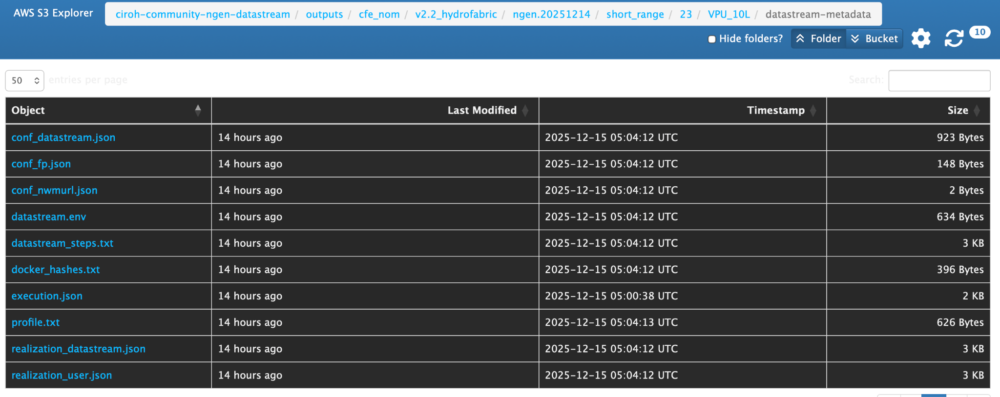 AWS S3 Explorer
ciroh-community-ngen-datastream / outputs / cfe_nom / v2.2_hydrofabric / ngen.20251214 / short_range / 23 / VPU_10L / datastream-metadata
Hide folders? Folder Bucket 10
50 entries per page Search:
Object Last Modified Timestamp Size
conf_datastream.json 14 hours ago 2025-12-15 05:04:12 UTC 923 Bytes
conf_fp.json 14 hours ago 2025-12-15 05:04:12 UTC 148 Bytes
conf_nwmurl.json 14 hours ago 2025-12-15 05:04:12 UTC 2 Bytes
datastream.env 14 hours ago 2025-12-15 05:04:12 UTC 634 Bytes
datastream_steps.txt 14 hours ago 2025-12-15 05:04:12 UTC 3 KB
docker_hashes.txt 14 hours ago 2025-12-15 05:04:12 UTC 396 Bytes
execution.json 14 hours ago 2025-12-15 05:00:38 UTC 2 KB
profile.txt 14 hours ago 2025-12-15 05:04:13 UTC 626 Bytes
realization_datastream.json 14 hours ago 2025-12-15 05:04:12 UTC 3 KB
realization_user.json 14 hours ago 2025-12-15 05:04:12 UTC 3 KB